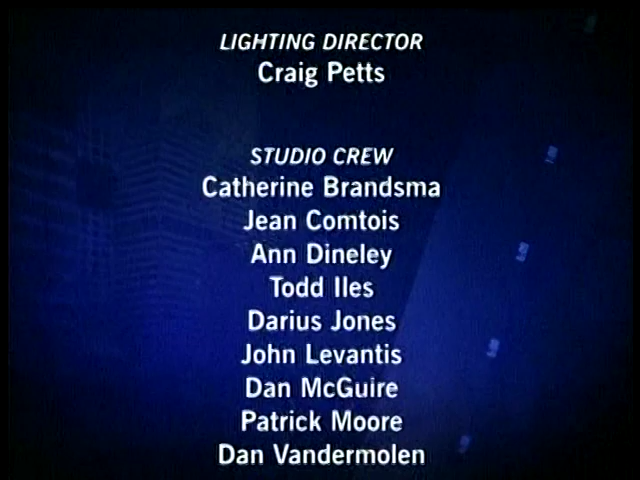 LIGHTING DIRECTOR
Craig Petts
STUDIO CREW
Catherine Brandsma
Jean Comtois
Ann Dineley
Todd Iles
Darius Jones
John Levantis
Dan McGuire
Patrick Moore
Dan Vandermolen